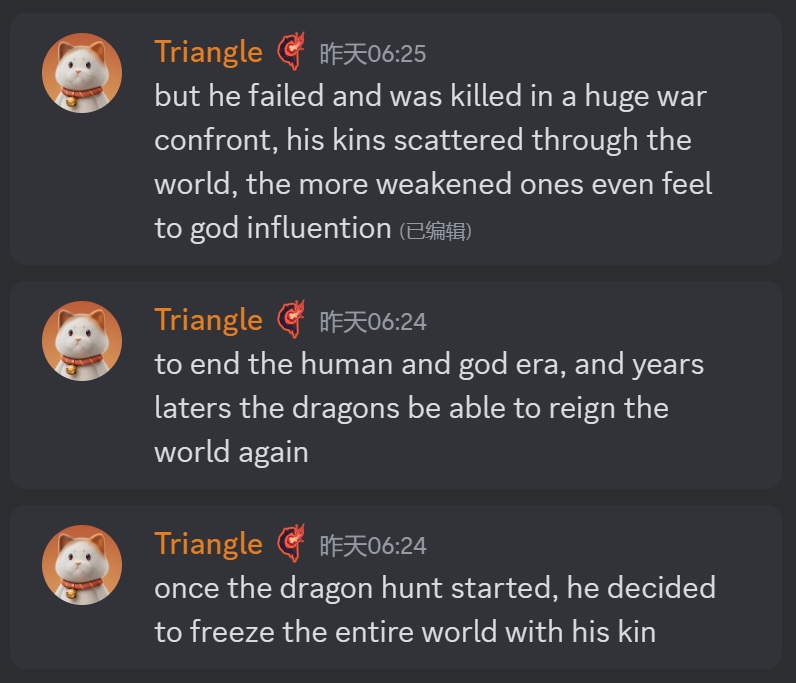 Triangle 昨天06:25
but he failed and was killed in a huge war
confront, his kins scattered through the
world, the more weakened ones even feel
to god influention (已编辑)
Triangle 昨天06:24
to end the human and god era, and years
laters the dragons be able to reign the
world again
Triangle 昨天06:24
once the dragon hunt started, he decided
to freeze the entire world with his kin